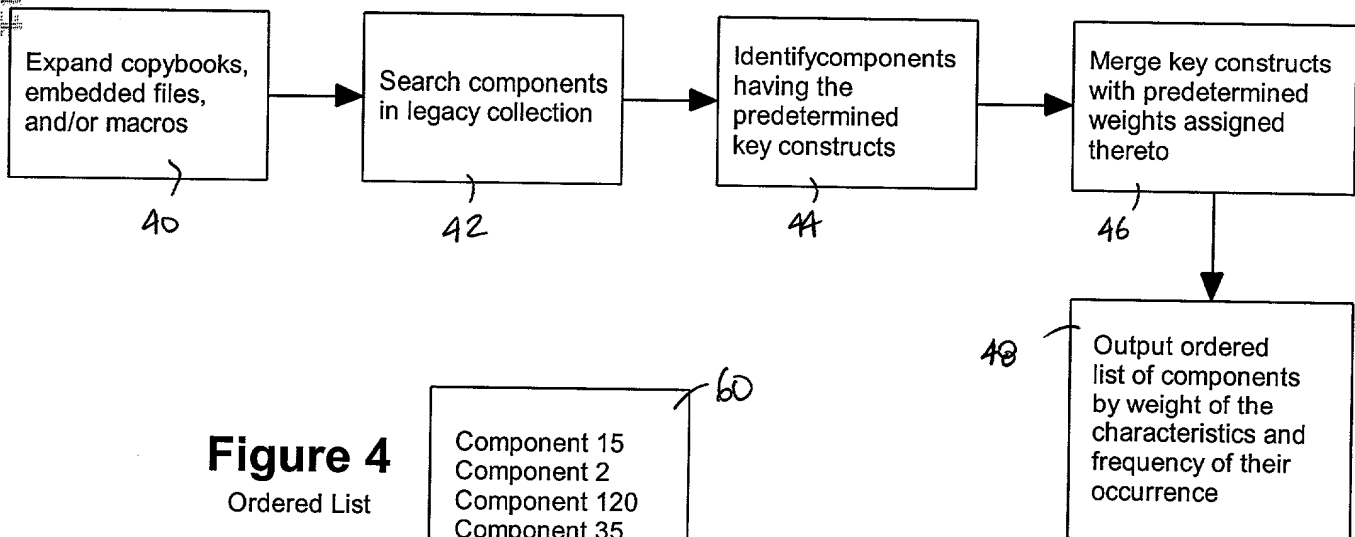 Expand copybooks,
embedded files,
and/or macros
40
Search components
in legacy collection
42
Identifycomponents
having the
predetermined
key constructs
44
Merge key constructs
with predetermined
weights assigned
thereto
46
48
Output ordered
list of components
by weight of the
characteristics and
frequency of their
occurrence
Figure 4
Ordered List
60
Component 15
Component 2
Component 120
Component 35